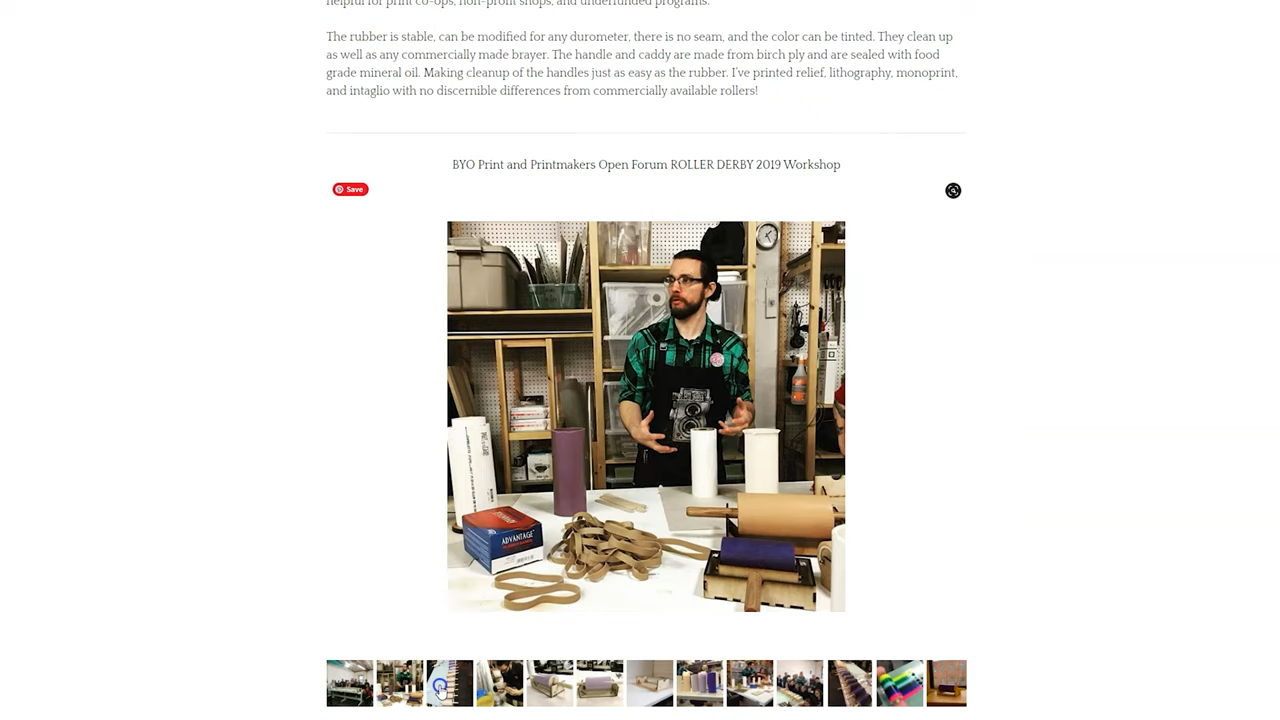 helpful for print co-ops, non-profit shops, and underfunded programs.
The rubber is stable, can be modified for any durometer, there is no seam, and the color can be tinted. They clean up
as well as any commercially made brayer. The handle and caddy are made from birch ply and are sealed with food
grade mineral oil. Making cleanup of the handles just as easy as the rubber. I've printed relief, lithography, monoprint,
and intaglio with no discernible differences from commercially available rollers!
BYO Print and Printmakers Open Forum ROLLER DERBY 2019 Workshop
Save
ADVANTAGE